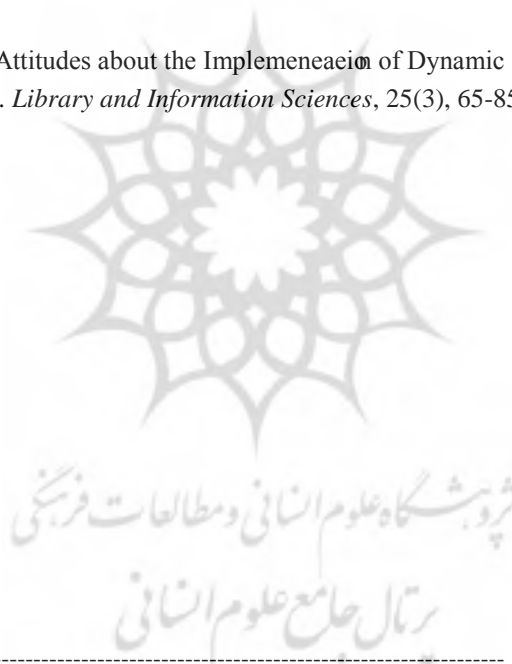 Attitudes about the Implemeneaeion of Dynamic
. Library and Information Sciences, 25(3), 65-85
پژوهشگاه علوم انسانی و مطالعات فرهنگی
پرتال جامع علوم انسانی